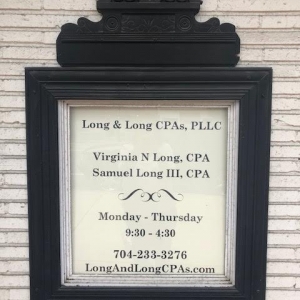 Long & Long CPAs, PLLC
Virginia N Long, CPA
Samuel Long III, CPA
Monday - Thursday
9:30 - 4:30
704-233-3276
LongAndLongCPAs.com